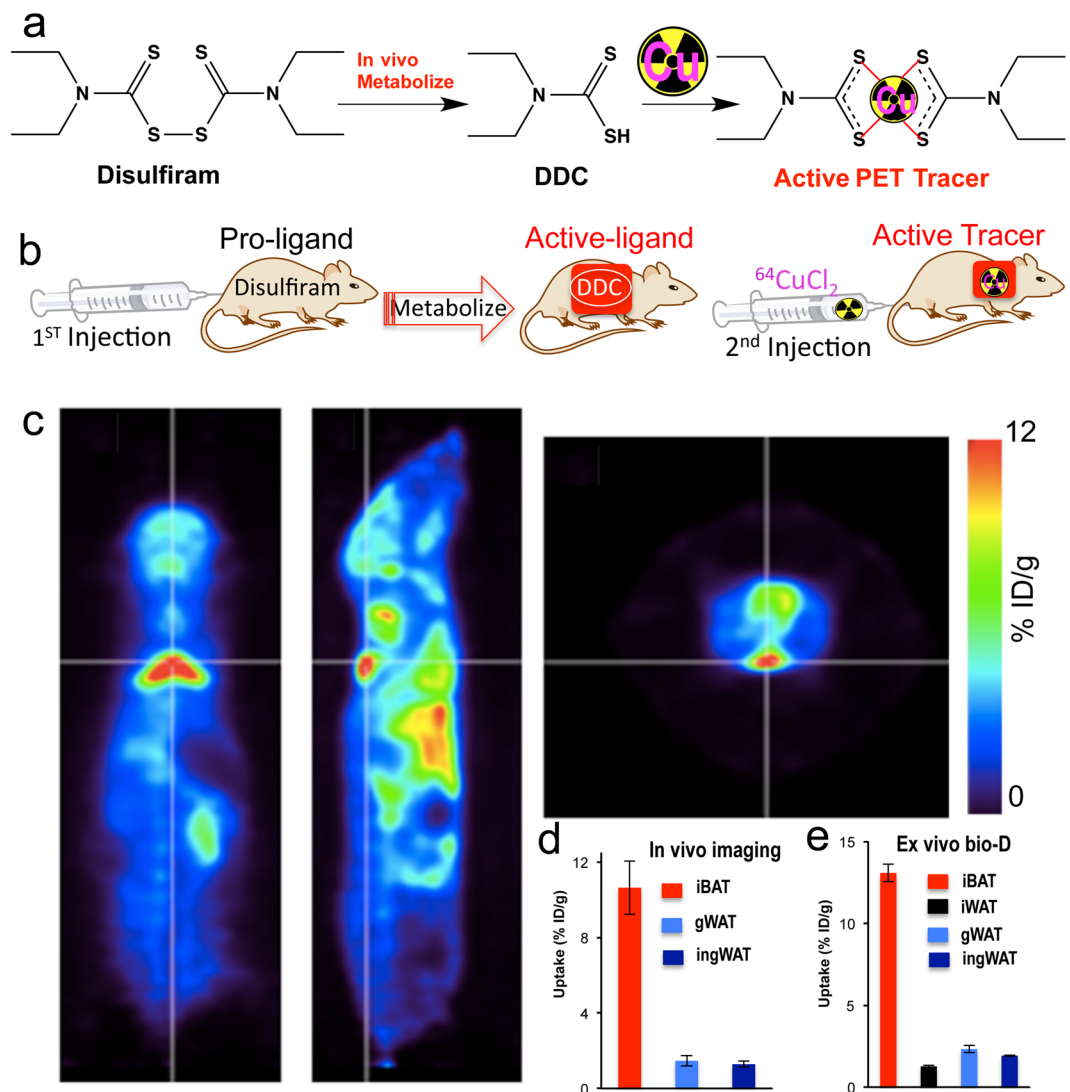 a
N
S
S
S
S
N
In vivo
Metabolize
N
S
SH
Cu
N
S
S
S
S
Cu
N
Disulfiram
DDC
Active PET Tracer
b
Pro-ligand
Active-ligand
Active Tracer
Disulfiram
1ST Injection
Metabolize
DDC
64CuCl2
2nd Injection
Cu
c
12
% ID/g
0
d
In vivo imaging
Uptake (% ID/g)
12
8
4
0
iBAT
gWAT
ingWAT
e
Ex vivo bio-D
Uptake (% ID/g)
15
10
5
0
iBAT
iWAT
gWAT
ingWAT